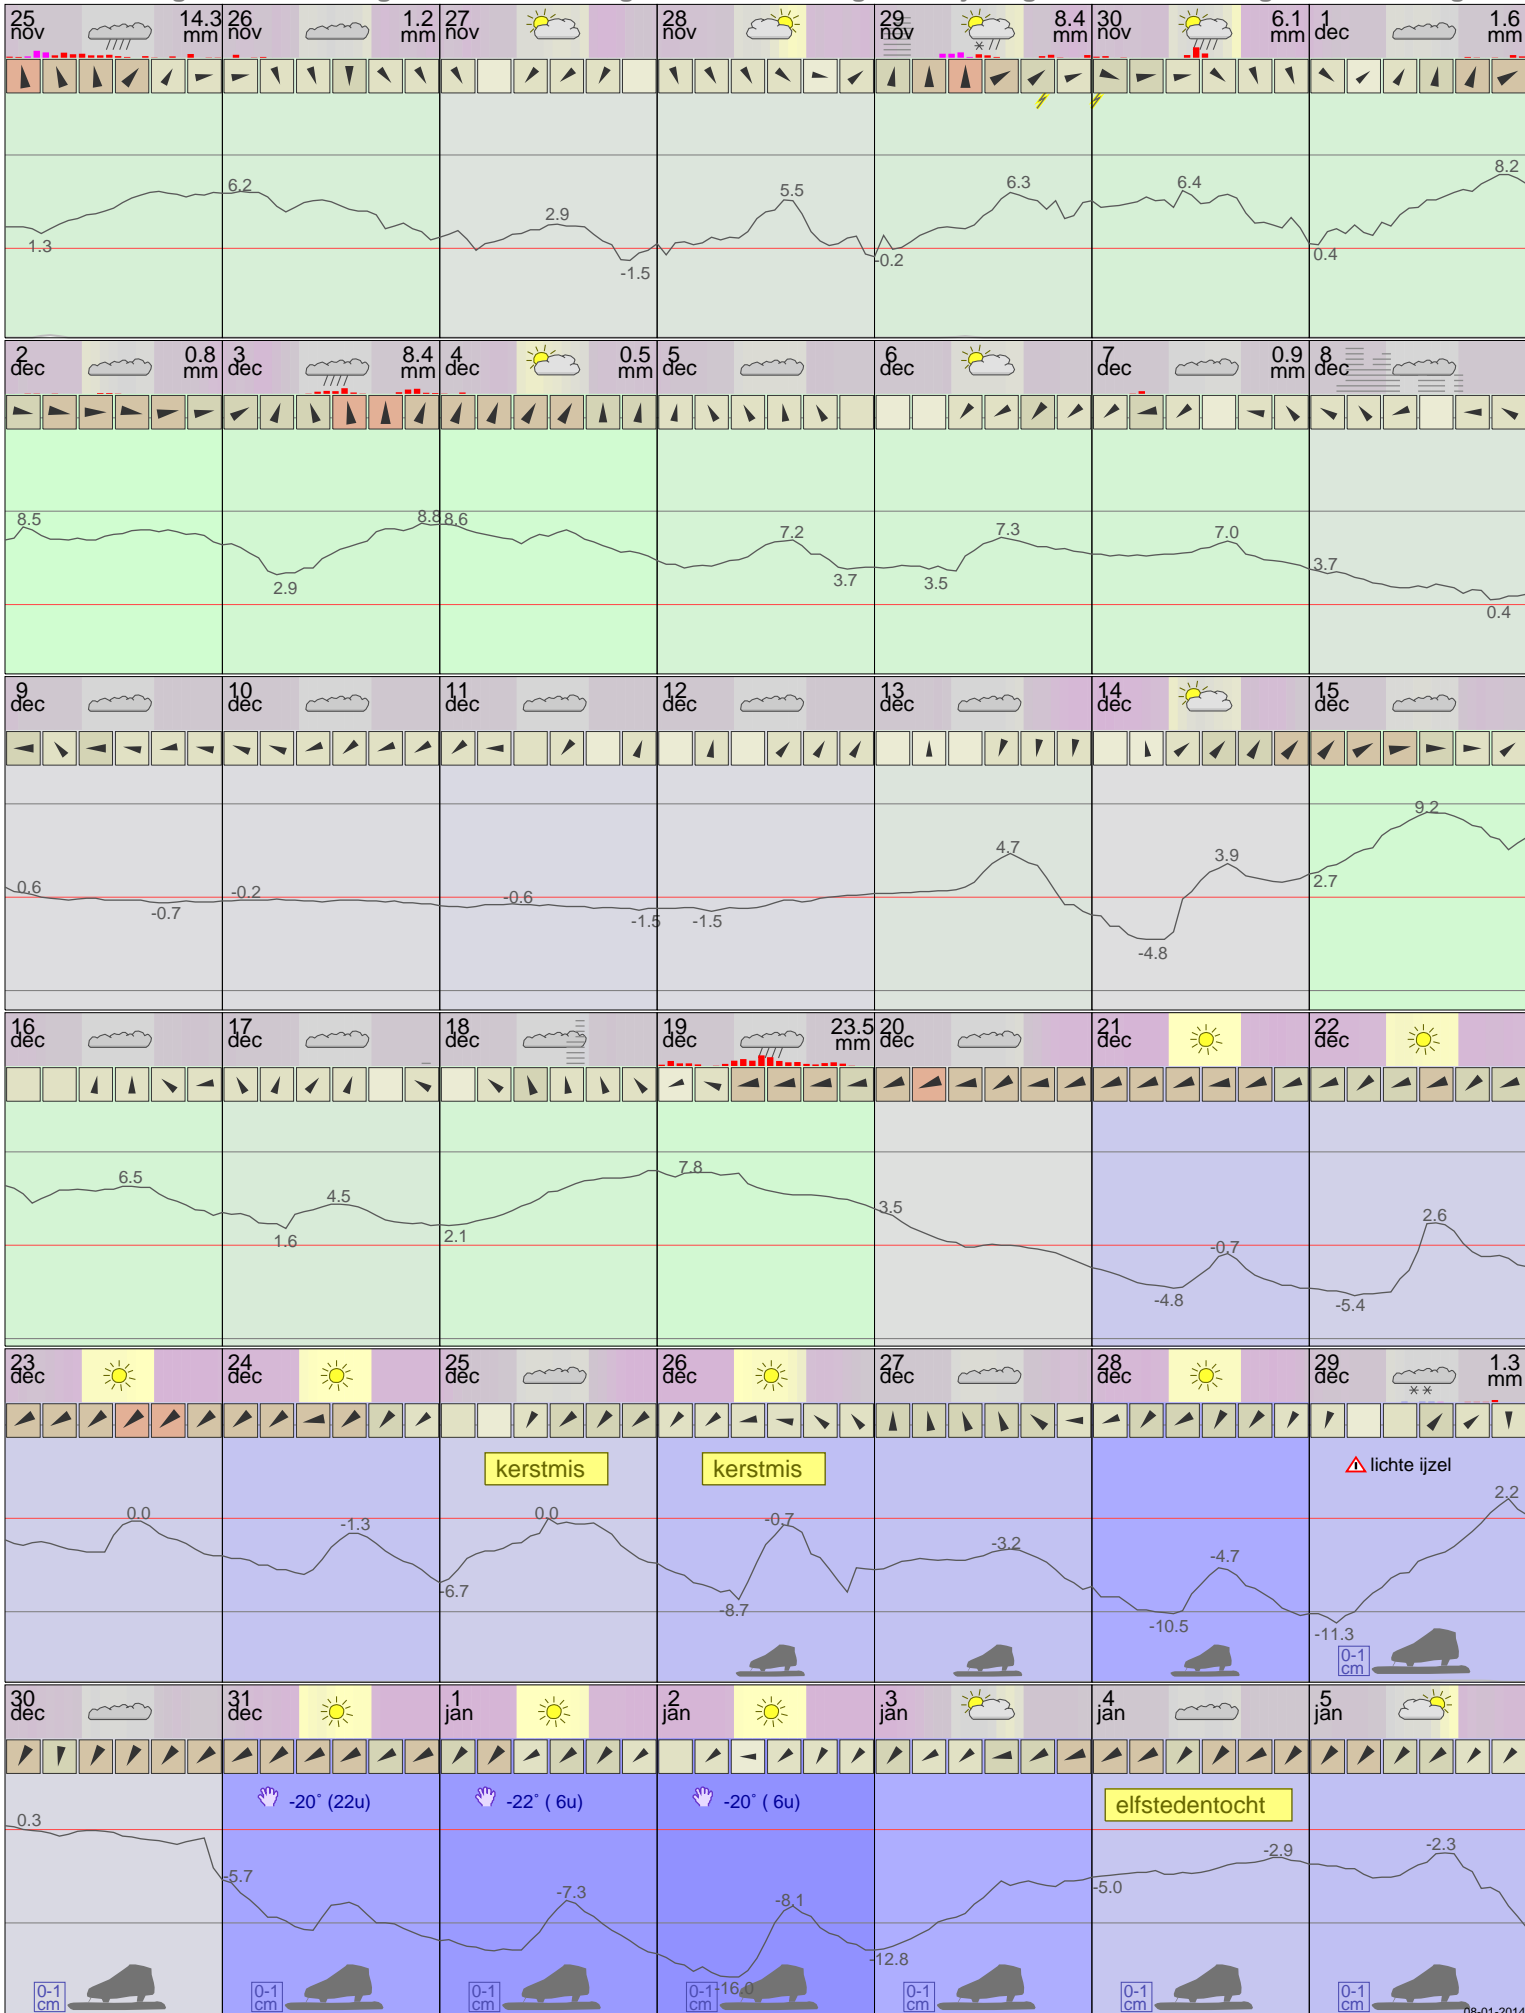 25 nov 14.3 mm
26 nov 1.2 mm
27 nov
28 nov
29 nov 8.4 mm
30 nov 6.1 mm
1 dec 1.6 mm
1.3 6.2 2.9 -1.5 5.5 -0.2 6.3 6.4 0.4 8.2
2 dec 0.8 mm
3 dec 8.4 mm
4 dec 0.5 mm
5 dec
6 dec
7 dec 0.9 mm
8 dec
8.5 2.9 8.8 8.6 7.2 3.7 3.5 7.3 7.0 3.7 0.4
9 dec
10 dec
11 dec
12 dec
13 dec
14 dec
15 dec
0.6 -0.7 -0.2 -0.6 -1.5 -1.5 4.7 -4.8 3.9 2.7 9.2
16 dec
17 dec
18 dec
19 dec 23.5 mm
20 dec
21 dec
22 dec
6.5 1.6 4.5 2.1 7.8 3.5 -4.8 -0.7 -5.4 2.6
23 dec
24 dec
25 dec
26 dec
27 dec
28 dec
29 dec 1.3 mm
kerstmis
kerstmis
lichte ijzel
0.0 -1.3 -6.7 0.0 -8.7 -0.7 -3.2 -10.5 -4.7 -11.3 2.2
0-1 cm
30 dec
31 dec
1 jan
2 jan
3 jan
4 jan
5 jan
-20° (22u)
-22° ( 6u)
-20° ( 6u)
elfstedentocht
0.3 -5.7 -7.3 -16.0 -8.1 -12.8 -5.0 -2.9 -2.3
0-1 cm
0-1 cm
0-1 cm
0-1 cm
0-1 cm
0-1 cm
0-1 cm
08-01-2014